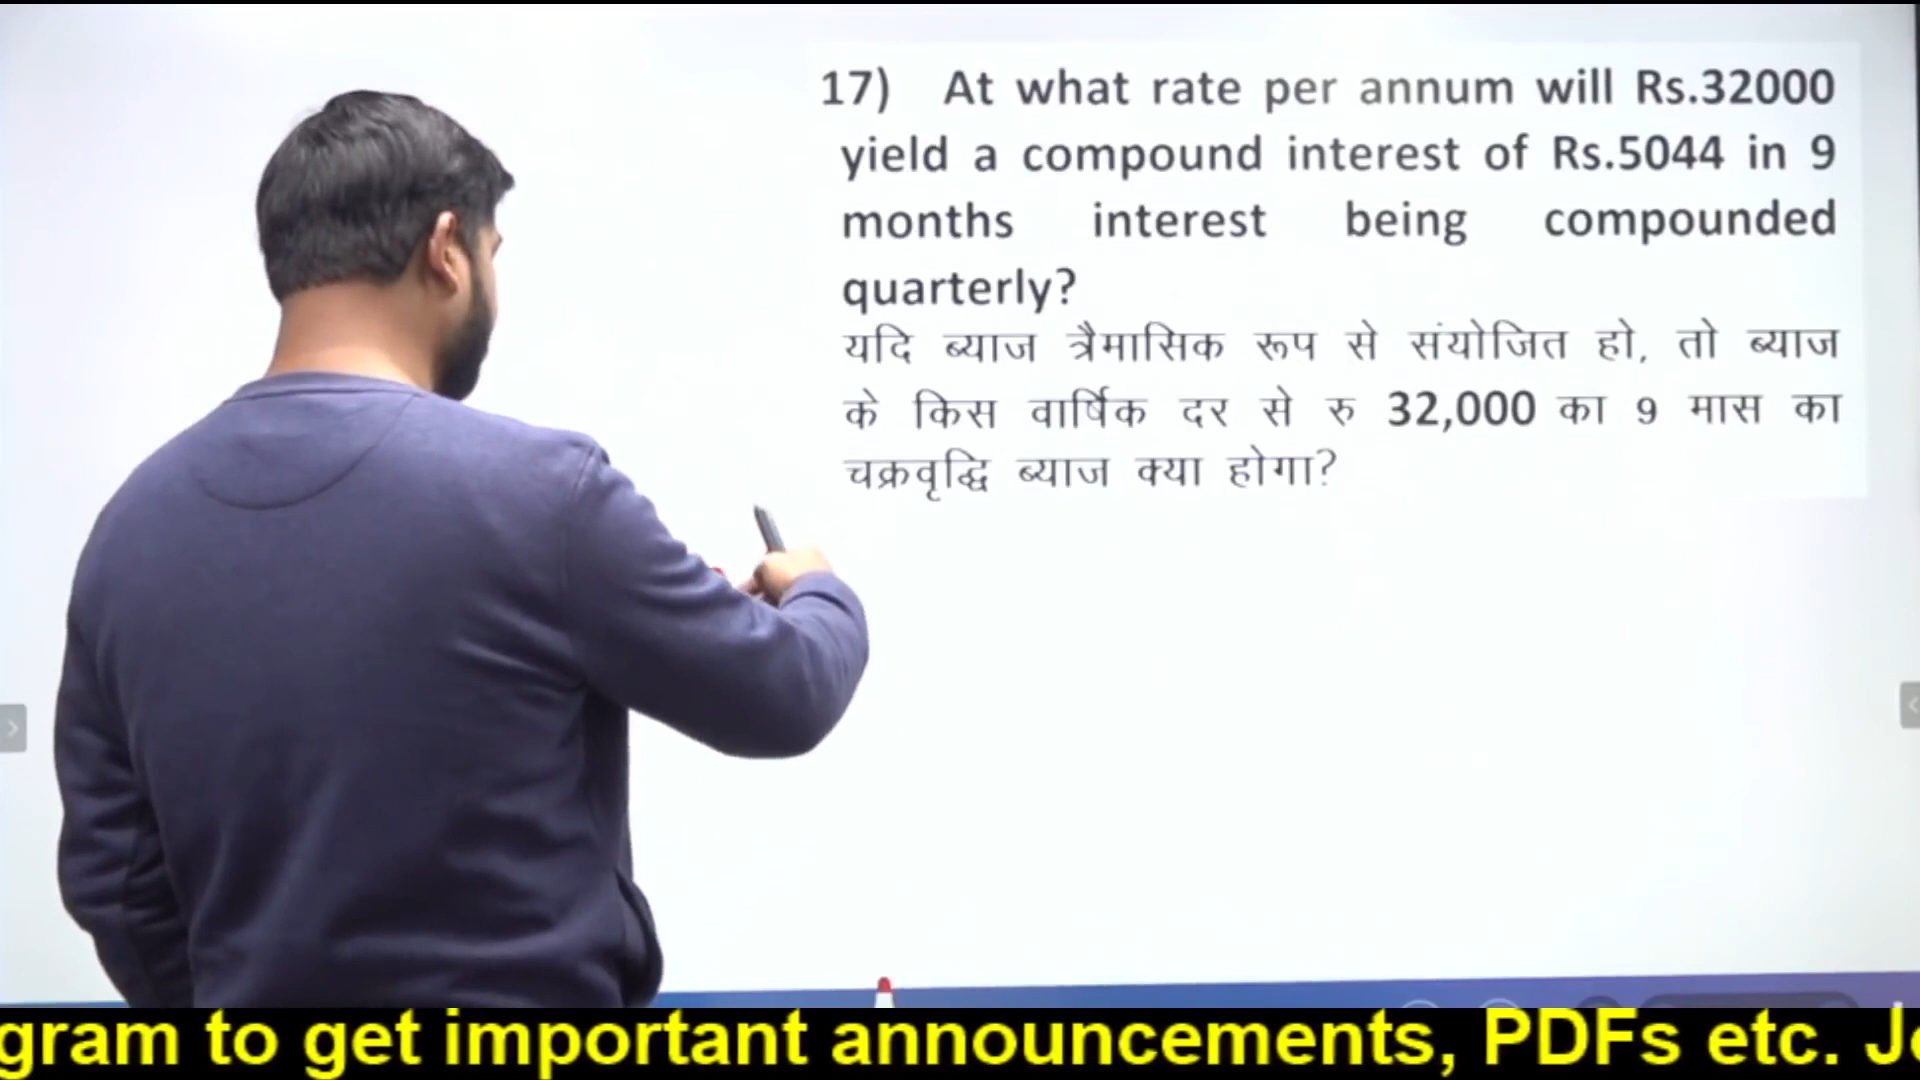 17) At what rate per annum will Rs.32000
yield a compound interest of Rs.5044 in 9
months interest being compounded
quarterly?
यदि ब्याज त्रैमासिक रूप से संयोजित हो, तो ब्याज
के किस वार्षिक दर से रु 32,000 का 9 मास का
चक्रवृद्धि ब्याज क्या होगा?
gram to get important announcements, PDFs etc. Jo